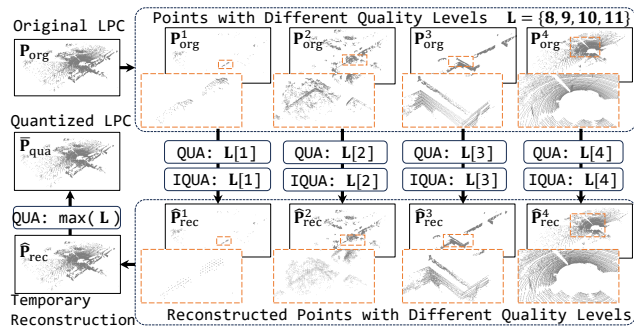 Original LPC
Points with Different Quality Levels L = {8, 9, 10, 11}
P_org
P¹_org
P²_org
P³_org
P⁴_org
Quantized LPC
P̄_qua
QUA: L[1]
QUA: L[2]
QUA: L[3]
QUA: L[4]
IQUA: L[1]
IQUA: L[2]
IQUA: L[3]
IQUA: L[4]
QUA: max(L)
P̂_rec
P̂¹_rec
P̂²_rec
P̂³_rec
P̂⁴_rec
Temporary
Reconstruction
Reconstructed Points with Different Quality Levels